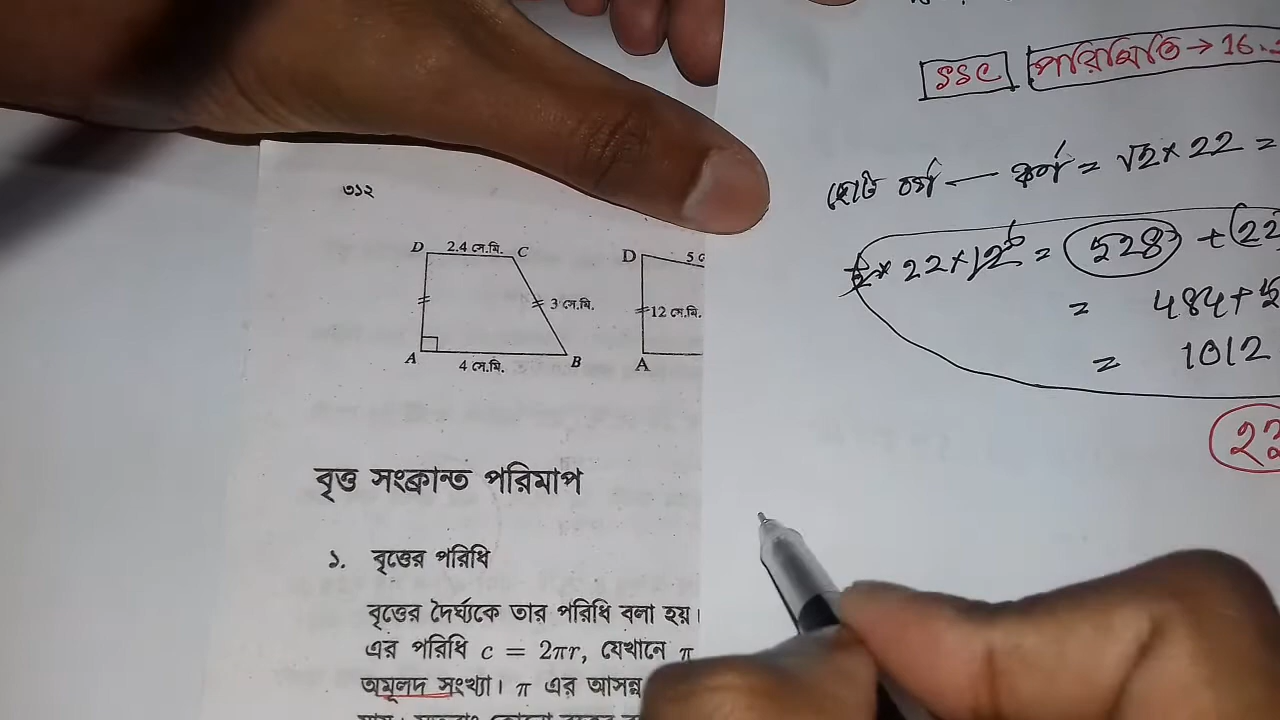 ৩১২
D 2.4 সে.মি. C
3 সে.মি.
A 4 সে.মি. B
D 5
12 সে.মি.
A
বৃত্ত সংক্রান্ত পরিমাপ
১. বৃত্তের পরিধি
বৃত্তের দৈর্ঘ্যকে তার পরিধি বলা হয়।
এর পরিধি c = 2πr, যেখানে π
অমূলদ সংখ্যা। π এর আসন্ন
SSC পরিমিতি → 16.
ছোট বর্গ — কর্ণ = √2 × 22 =
22 × 12 = 528 + (22
= 484 +
= 1012